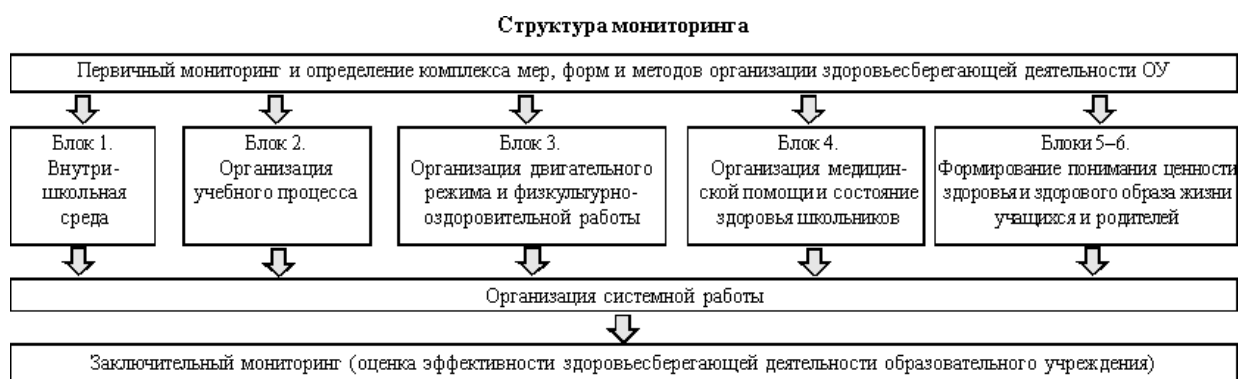 Структура мониторинга
Первичный мониторинг и определение комплекса мер, форм и методов организации здоровьесберегающей деятельности ОУ
Блок 1.
Внутри-
школьная
среда
Блок 2.
Организация
учебного процесса
Блок 3.
Организация двигательного
режима и физкультурно-
оздоровительной работы
Блок 4.
Организация медицин-
ской помощи и состояние
здоровья школьников
Блоки 5–6.
Формирование понимания ценности
здоровья и здорового образа жизни
учащихся и родителей
Организация системной работы
Заключительный мониторинг (оценка эффективности здоровьесберегающей деятельности образовательного учреждения)